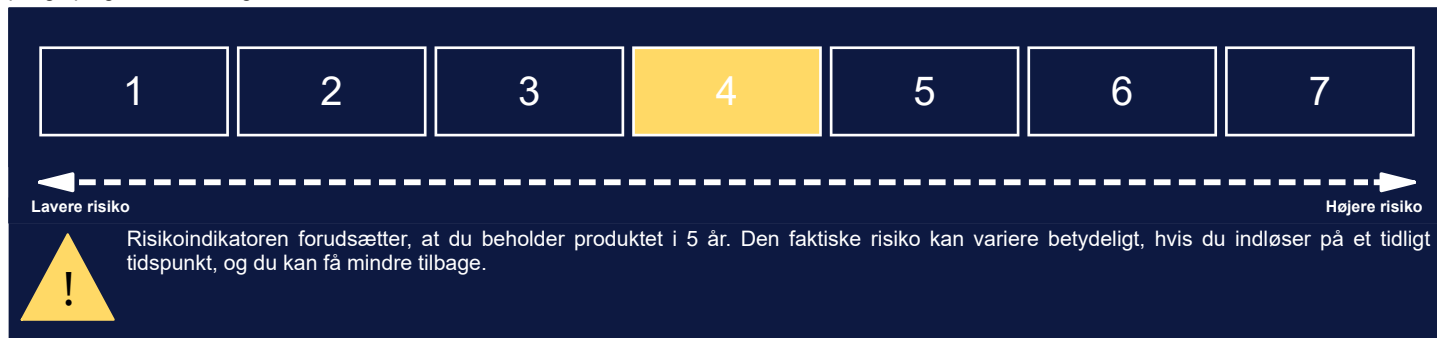 1 2 3 4 5 6 7
Lavere risiko Højere risiko
Risikoindikatoren forudsætter, at du beholder produktet i 5 år. Den faktiske risiko kan variere betydeligt, hvis du indløser på et tidligt
tidspunkt, og du kan få mindre tilbage.
!